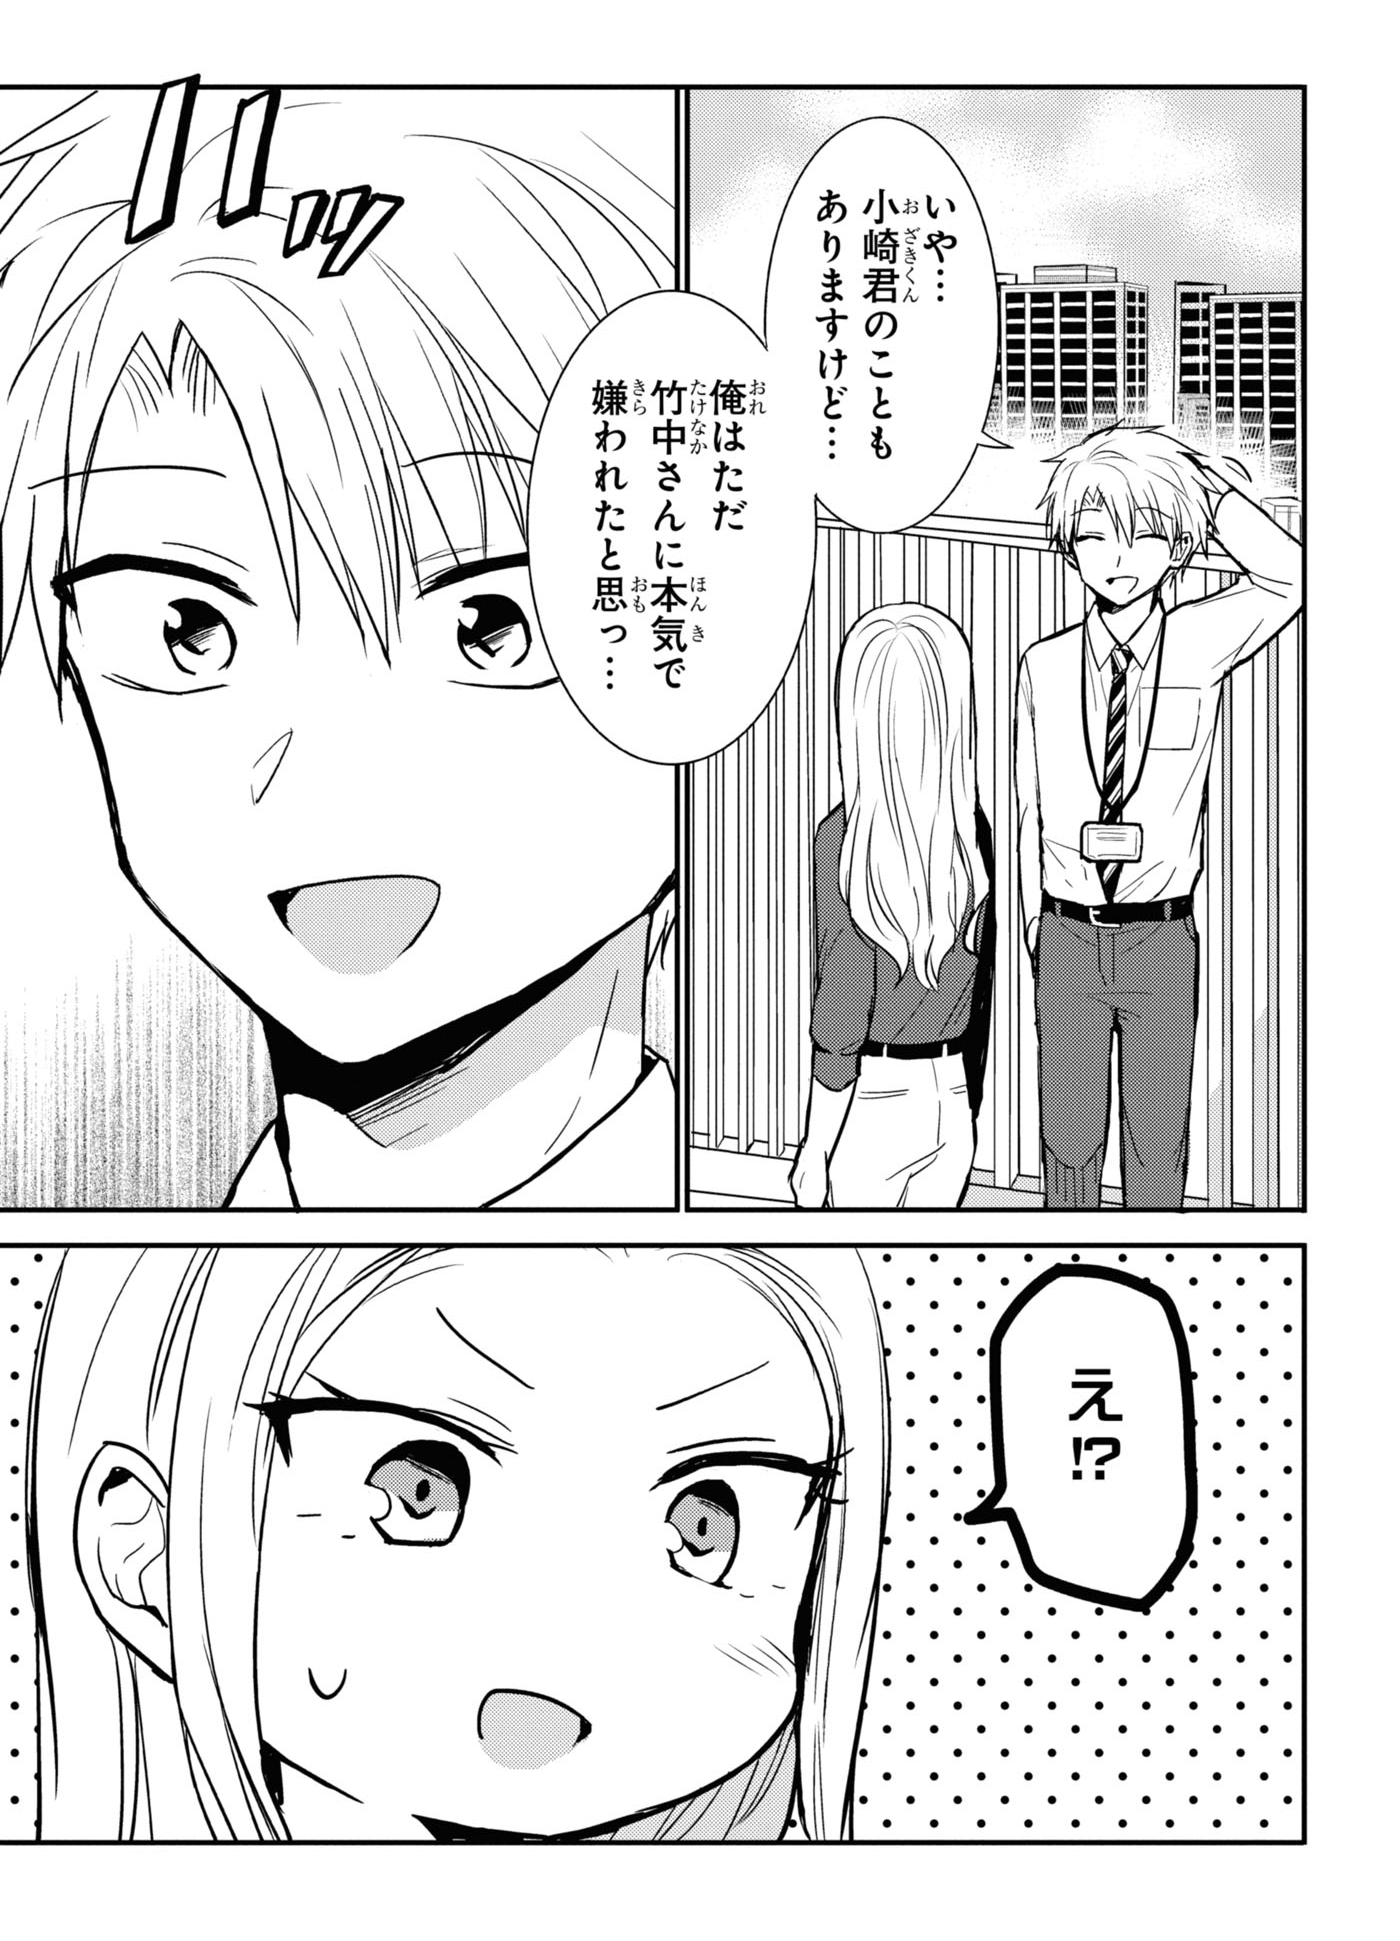 いや…
小崎君のことも
ありますけど…
俺はただ
竹中さんに本気で
嫌われたと思っ…
バッ
え!?